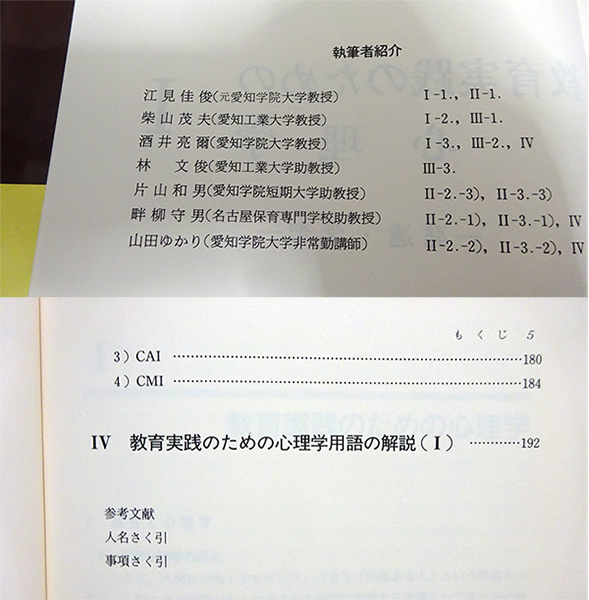 執筆者紹介
江見佳俊(元愛知学院大学教授) I-1., II-1.
柴山茂夫(愛知工業大学教授) I-2., III-1.
酒井亮爾(愛知学院大学教授) I-3., III-2., IV
林 文俊(愛知工業大学助教授) III-3.
片山和男(愛知学院短期大学助教授) II-2.-3), II-3.-3)
畔柳守男(名古屋保育専門学校助教授) II-2.-1), II-3.-1), IV
山田ゆかり(愛知学院大学非常勤講師) II-2.-2), II-3.-2), IV
もくじ 5
3) CAI ……………………………………………………180
4) CMI ……………………………………………………184
IV 教育実践のための心理学用語の解説(I) …………192
参考文献
人名さく引
事項さく引